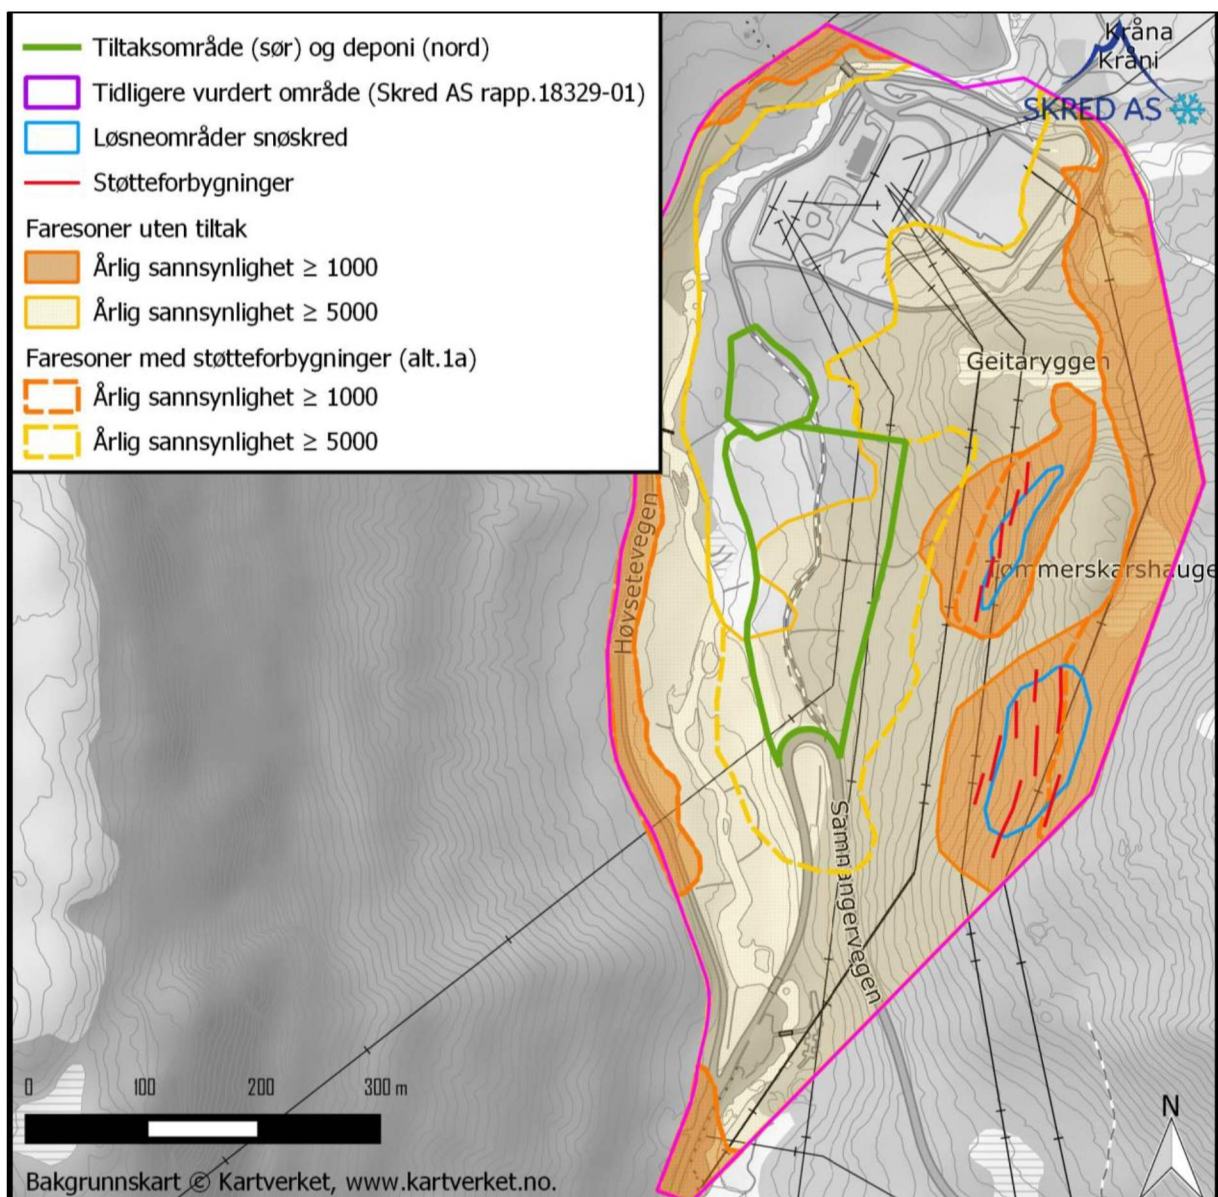 Tiltaksområde (sør) og deponi (nord)
Tidligere vurdert område (Skred AS rapp.18329-01)
Løsneområder snøskred
Støtteforbygninger
Faresoner uten tiltak
Årlig sannsynlighet ≥ 1000
Årlig sannsynlighet ≥ 5000
Faresoner med støtteforbygninger (alt.1a)
Årlig sannsynlighet ≥ 1000
Årlig sannsynlighet ≥ 5000
Kråna
Kråni
SKRED AS
Geitaryggen
Høvsetevegen
Tømmerskarshauge
Samnangervegen
0 100 200 300 m
N
Bakgrunnskart © Kartverket, www.kartverket.no.